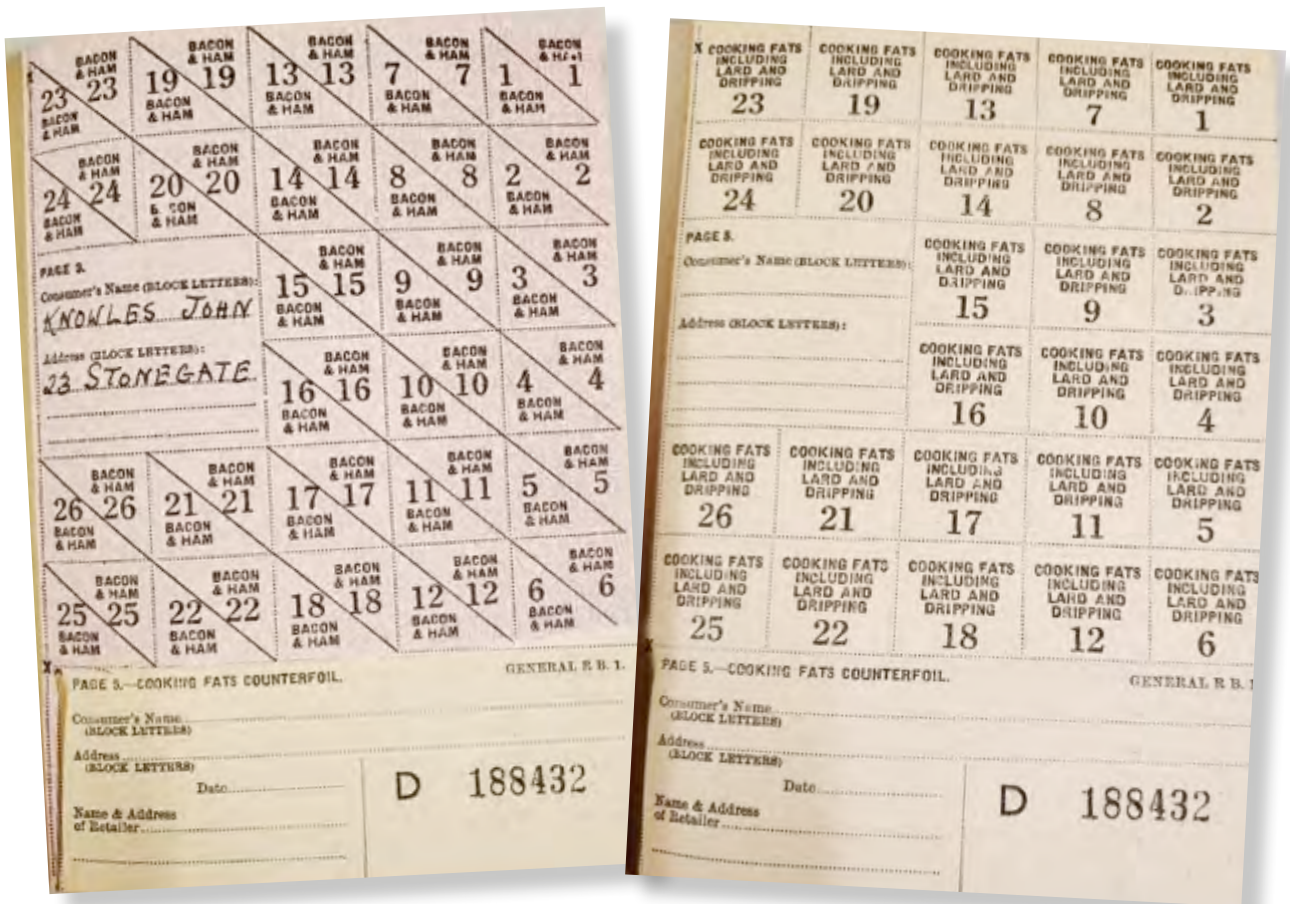 BACON BACON BACON BACON BACON
& HAM & HAM & HAM & HAM & HAM
23 23 19 19 13 13 7 7 1 1
BACON BACON BACON BACON BACON
& HAM & HAM & HAM & HAM & HAM
BACON BACON BACON BACON BACON
& HAM & HAM & HAM & HAM & HAM
24 24 20 20 14 14 8 8 2 2
BACON BACON BACON BACON BACON
& HAM & HAM & HAM & HAM & HAM
PAGE 3.
Consumer's Name (BLOCK LETTERS):
KNOWLES JOHN
Address (BLOCK LETTERS):
23 STONEGATE
BACON BACON BACON
& HAM & HAM & HAM
15 15 9 9 3 3
BACON BACON BACON
& HAM & HAM & HAM
BACON BACON BACON
& HAM & HAM & HAM
16 16 10 10 4 4
BACON BACON BACON
& HAM & HAM & HAM
BACON BACON BACON BACON BACON
& HAM & HAM & HAM & HAM & HAM
26 26 21 21 17 17 11 11 5 5
BACON BACON BACON BACON BACON
& HAM & HAM & HAM & HAM & HAM
BACON BACON BACON BACON BACON
& HAM & HAM & HAM & HAM & HAM
25 25 22 22 18 18 12 12 6 6
BACON BACON BACON BACON BACON
& HAM & HAM & HAM & HAM & HAM
X
PAGE 5.—COOKING FATS COUNTERFOIL. GENERAL R B. 1.
Consumer's Name
(BLOCK LETTERS)
Address
(BLOCK LETTERS)
Date
Name & Address
of Retailer
D 188432
X COOKING FATS COOKING FATS COOKING FATS COOKING FATS COOKING FATS
INCLUDING INCLUDING INCLUDING INCLUDING INCLUDING
LARD AND LARD AND LARD AND LARD AND LARD AND
DRIPPING DRIPPING DRIPPING DRIPPING DRIPPING
23 19 13 7 1
COOKING FATS COOKING FATS COOKING FATS COOKING FATS COOKING FATS
INCLUDING INCLUDING INCLUDING INCLUDING INCLUDING
LARD AND LARD AND LARD AND LARD AND LARD AND
DRIPPING DRIPPING DRIPPING DRIPPING DRIPPING
24 20 14 8 2
PAGE 5.
Consumer's Name (BLOCK LETTERS):
Address (BLOCK LETTERS):
COOKING FATS COOKING FATS COOKING FATS
INCLUDING INCLUDING INCLUDING
LARD AND LARD AND LARD AND
DRIPPING DRIPPING DRIPPING
15 9 3
COOKING FATS COOKING FATS COOKING FATS
INCLUDING INCLUDING INCLUDING
LARD AND LARD AND LARD AND
DRIPPING DRIPPING DRIPPING
16 10 4
COOKING FATS COOKING FATS COOKING FATS COOKING FATS COOKING FATS
INCLUDING INCLUDING INCLUDING INCLUDING INCLUDING
LARD AND LARD AND LARD AND LARD AND LARD AND
DRIPPING DRIPPING DRIPPING DRIPPING DRIPPING
26 21 17 11 5
COOKING FATS COOKING FATS COOKING FATS COOKING FATS COOKING FATS
INCLUDING INCLUDING INCLUDING INCLUDING INCLUDING
LARD AND LARD AND LARD AND LARD AND LARD AND
DRIPPING DRIPPING DRIPPING DRIPPING DRIPPING
25 22 18 12 6
X
PAGE 5.—COOKING FATS COUNTERFOIL. GENERAL R B. 1
Consumer's Name
(BLOCK LETTERS)
Address
(BLOCK LETTERS)
Date
Name & Address
of Retailer
D 188432